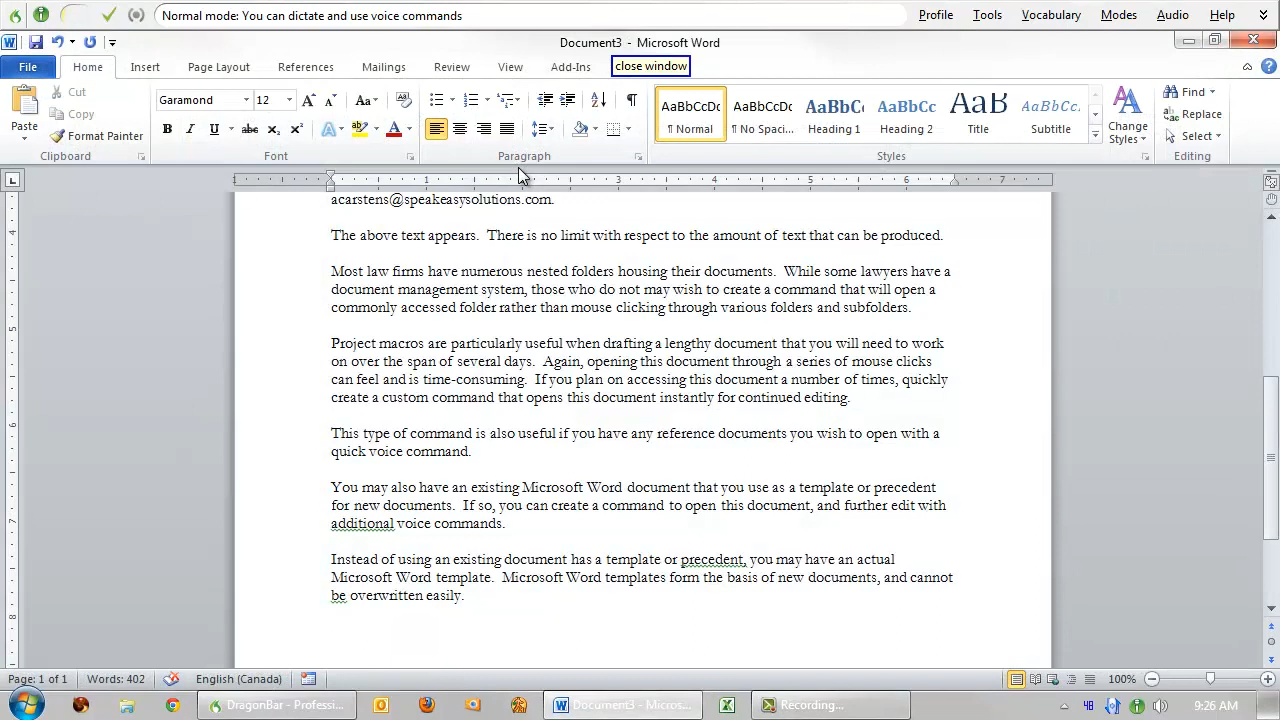 Normal mode: You can dictate and use voice commands
Profile Tools Vocabulary Modes Audio Help
Document3 - Microsoft Word
File Home Insert Page Layout References Mailings Review View Add-Ins close window
Paste Cut Copy Format Painter
Clipboard
Garamond 12
Font
Paragraph
AaBbCcDc AaBbCcDc AaBbC AaBbCc AaB AaBbCc
¶ Normal ¶ No Spaci... Heading 1 Heading 2 Title Subtitle
Change Styles
Styles
Find
Replace
Select
Editing
1 1 2 3 4 5 6 7
acarstens@speakeasysolutions.com.
The above text appears. There is no limit with respect to the amount of text that can be produced.
Most law firms have numerous nested folders housing their documents. While some lawyers have a
document management system, those who do not may wish to create a command that will open a
commonly accessed folder rather than mouse clicking through various folders and subfolders.
Project macros are particularly useful when drafting a lengthy document that you will need to work
on over the span of several days. Again, opening this document through a series of mouse clicks
can feel and is time-consuming. If you plan on accessing this document a number of times, quickly
create a custom command that opens this document instantly for continued editing.
This type of command is also useful if you have any reference documents you wish to open with a
quick voice command.
You may also have an existing Microsoft Word document that you use as a template or precedent
for new documents. If so, you can create a command to open this document, and further edit with
additional voice commands.
Instead of using an existing document has a template or precedent, you may have an actual
Microsoft Word template. Microsoft Word templates form the basis of new documents, and cannot
be overwritten easily.
Page: 1 of 1 Words: 402 English (Canada) 100%
DragonBar - Professi... Document3 - Micros... Recording... 48 9:26 AM